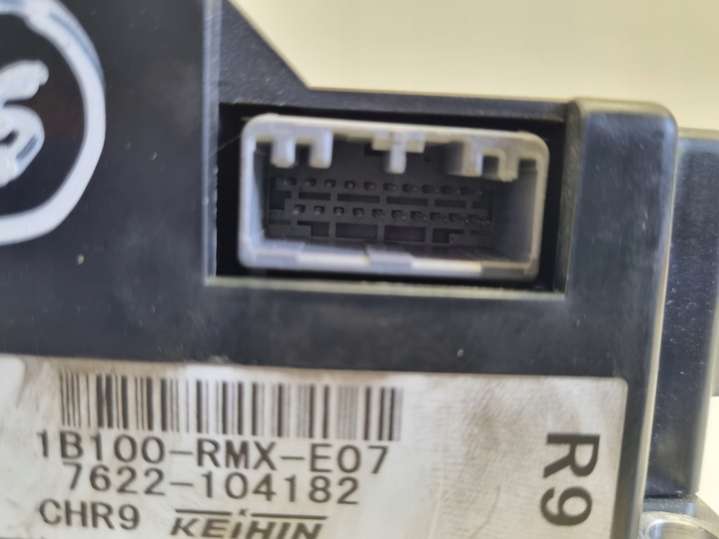 1B100-RMX-E07
7622-104182
CHR9 KEIHIN
R9